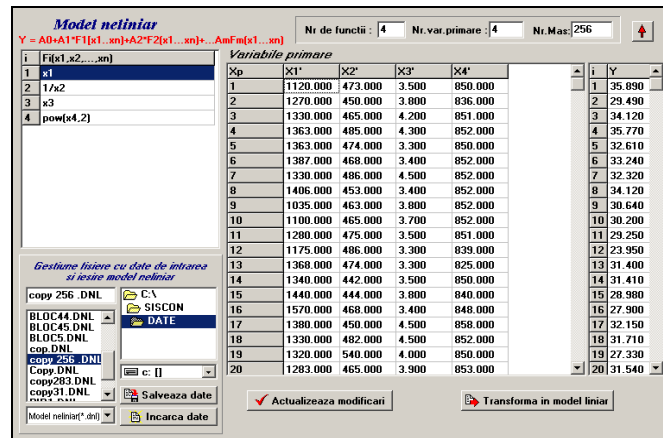 Model neliniar
Y = A0+A1*F1[x1..xn)+A2*F2(x1...xn)+...AmFm(x1...xn)
Nr de functii : 4 Nr.var.primare : 4 Nr.Mas: 256
i Fi(x1,x2,...,xn)
1 x1
2 1/x2
3 x3
4 pow(x4,2)
Variabile primare
Xp X1' X2' X3' X4' i Y
1 1120.000 473.000 3.500 850.000 1 35.890
2 1270.000 450.000 3.800 836.000 2 29.490
3 1330.000 465.000 4.200 851.000 3 34.120
4 1363.000 485.000 4.300 852.000 4 35.770
5 1363.000 474.000 3.300 850.000 5 32.610
6 1387.000 468.000 3.400 852.000 6 33.240
7 1330.000 486.000 4.500 852.000 7 32.320
8 1406.000 453.000 3.400 852.000 8 34.120
9 1035.000 463.000 3.800 852.000 9 30.640
10 1100.000 465.000 3.700 852.000 10 30.200
11 1280.000 475.000 3.500 851.000 11 29.250
12 1175.000 486.000 3.300 839.000 12 23.950
13 1368.000 474.000 3.300 825.000 13 31.400
14 1340.000 442.000 3.500 850.000 14 31.410
15 1440.000 444.000 3.800 840.000 15 28.980
16 1570.000 468.000 3.400 848.000 16 27.900
17 1380.000 450.000 4.500 858.000 17 32.150
18 1330.000 482.000 4.500 852.000 18 31.710
19 1320.000 540.000 4.000 850.000 19 27.330
20 1283.000 465.000 3.900 853.000 20 31.540
Gestiune fisiere cu date de intrarea
si iesire model neliniar
copy 256 .DNL
BLOC44.DNL
BLOC45.DNL
BLOC5.DNL
cop.DNL
copy 256 .DNL
Copy.DNL
copy283.DNL
copy31.DNL
Model neliniar(*.dnl)
C:\
SISCON
DATE
c: []
Salveaza date
Incarca date
Actualizeaza modificari
Transforma in model liniar